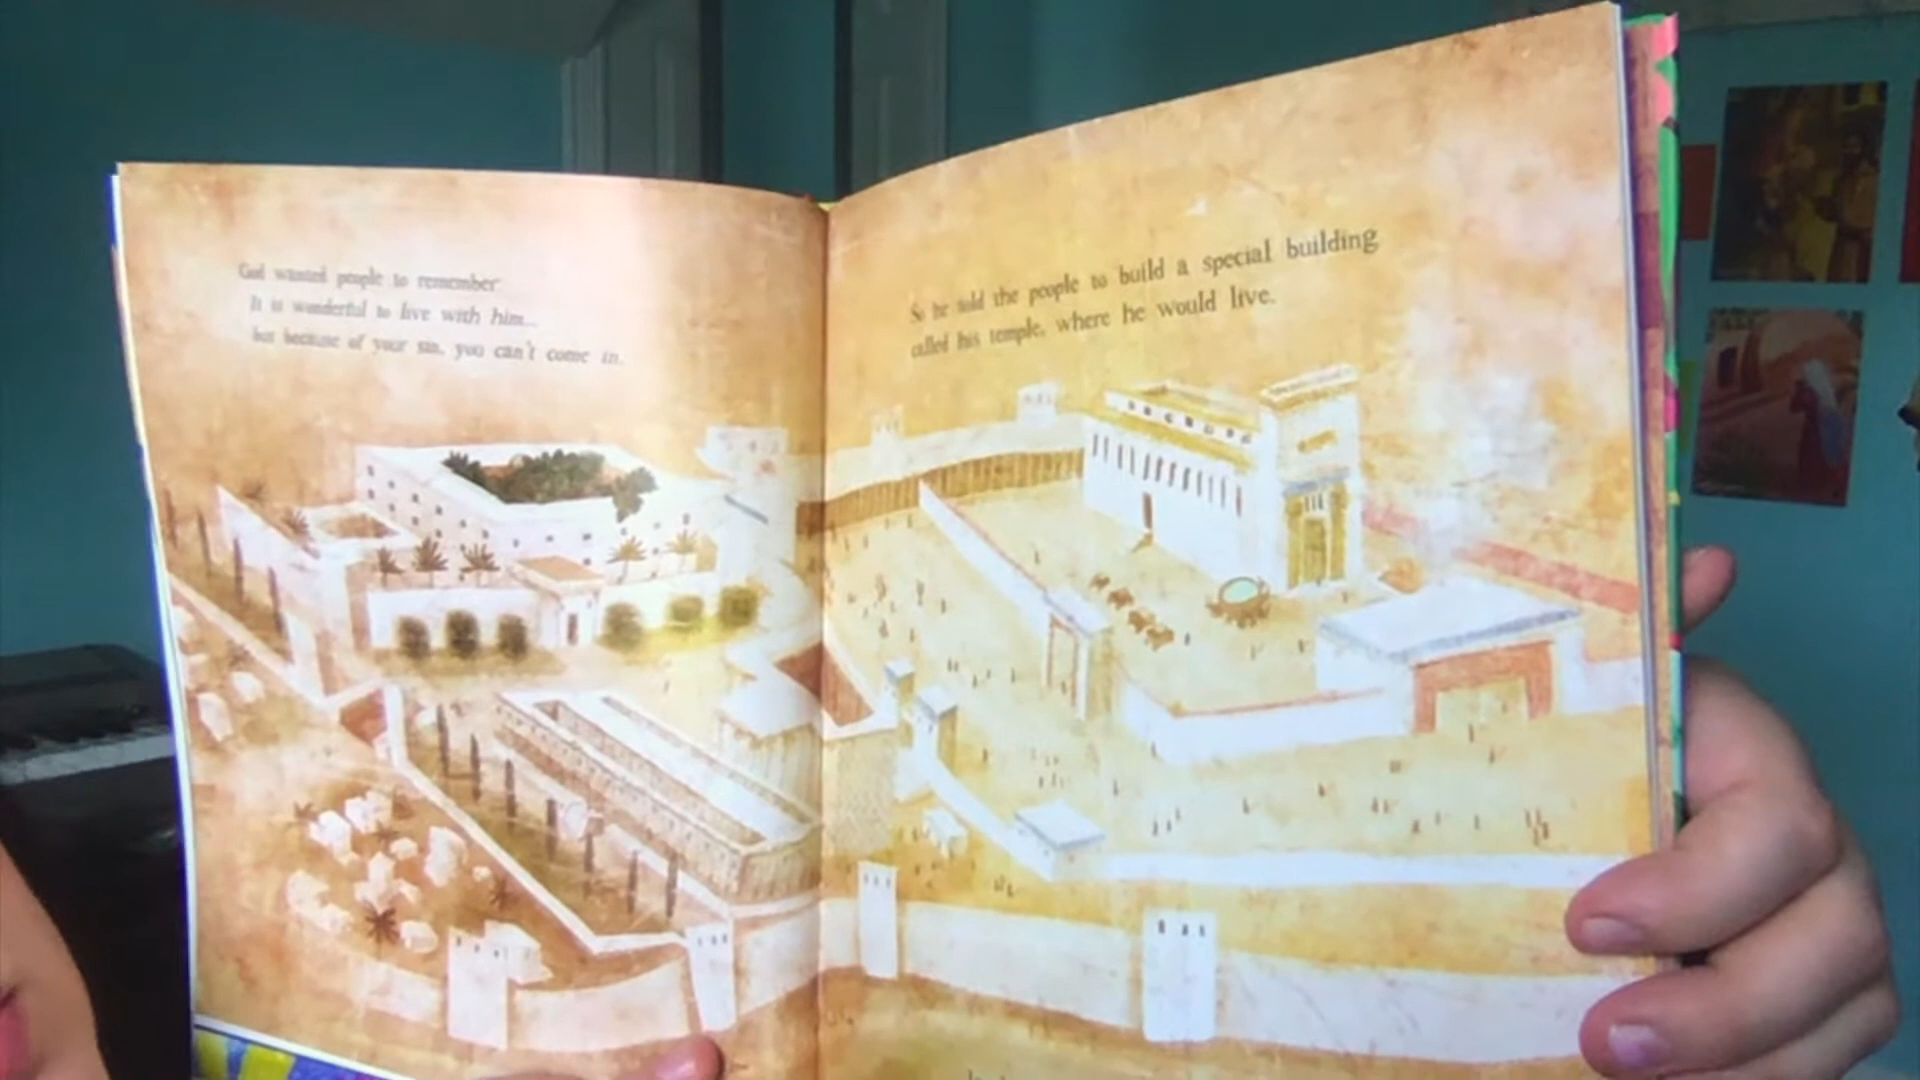 God wanted people to remember:
It is wonderful to live with him...
but because of your sin, you can't come in.
So he told the people to build a special building
called his temple, where he would live.